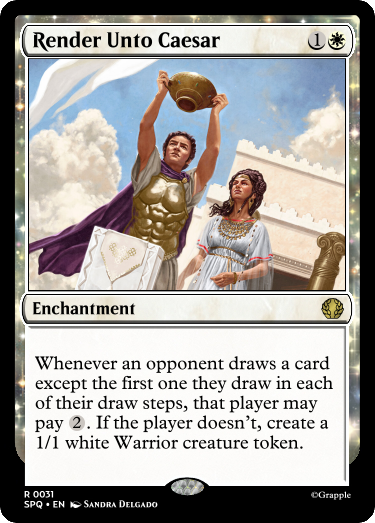 Render Unto Caesar 1
Enchantment
Whenever an opponent draws a card
except the first one they draw in each
of their draw steps, that player may
pay 2. If the player doesn't, create a
1/1 white Warrior creature token.
R 0031
SPQ • EN Sandra Delgado
©Grapple